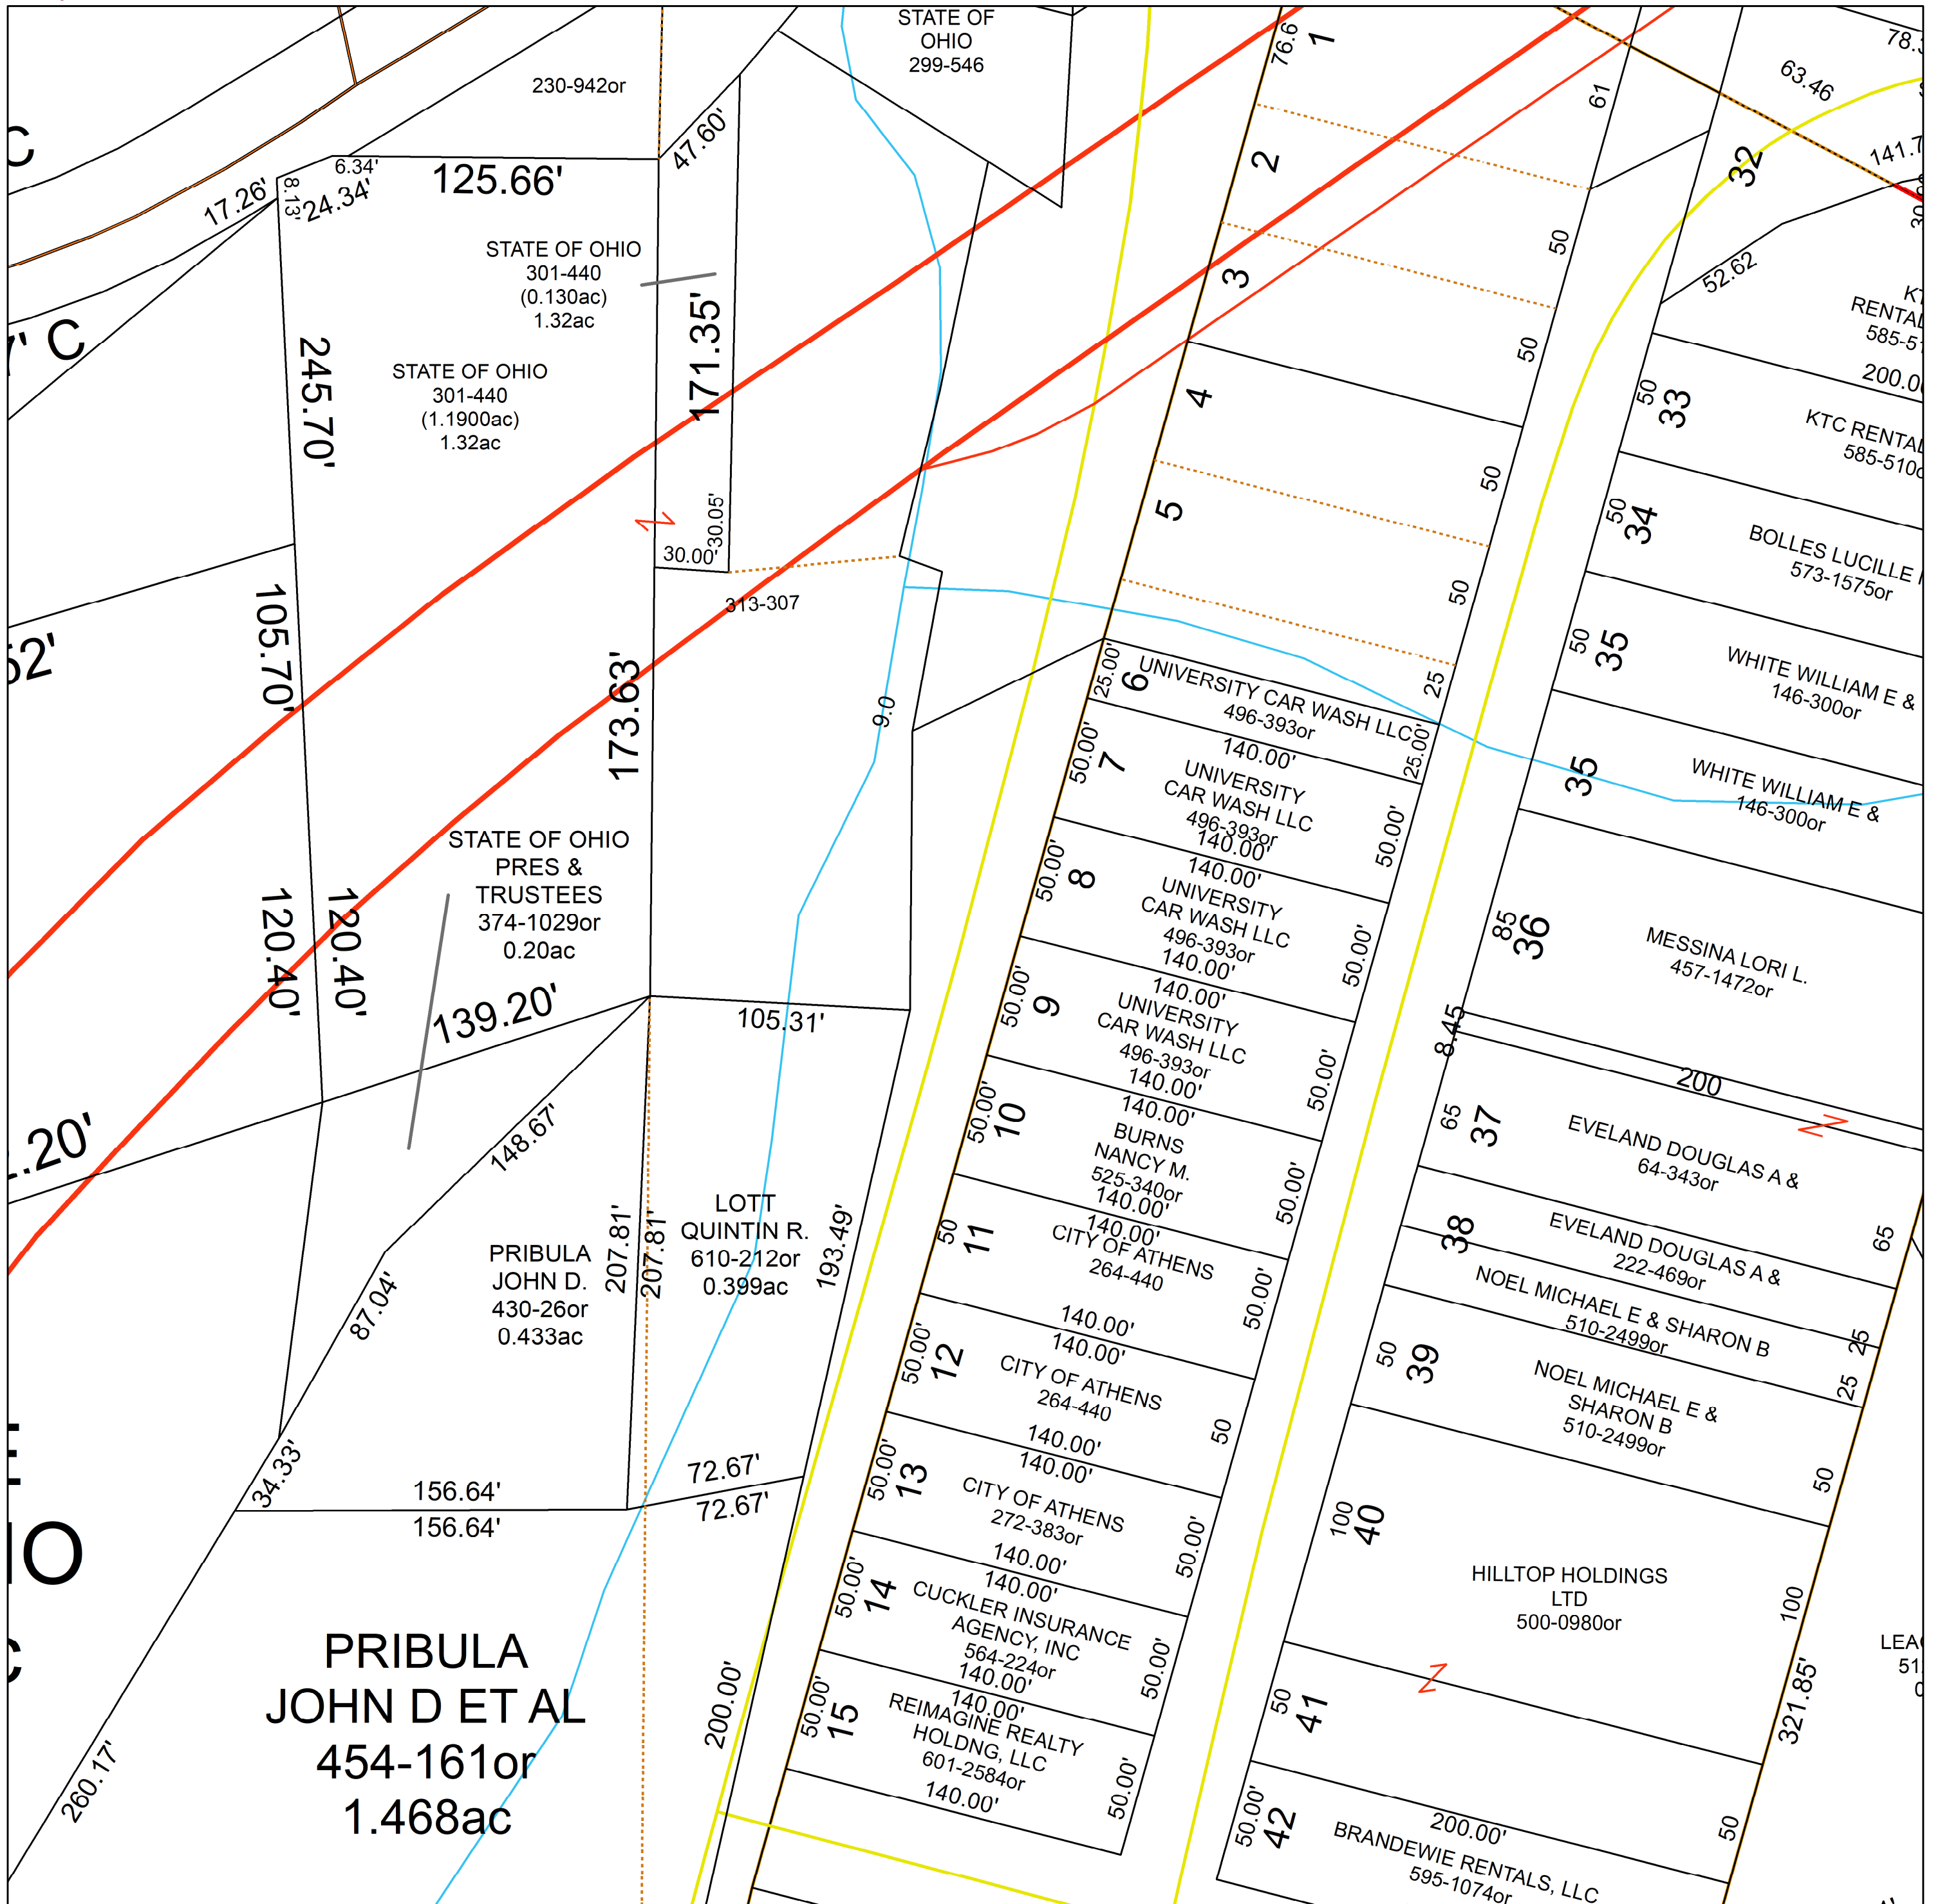 STATE OF
OHIO
299-546
230-942or
47.60'
6.34'
125.66'
8.13'
24.34'
17.26'
C
STATE OF OHIO
301-440
(0.130ac)
1.32ac
C
245.70'
STATE OF OHIO
301-440
(1.1900ac)
1.32ac
171.35'
30.05'
30.00'
313-307
105.70'
52'
173.63'
9.0
STATE OF OHIO
PRES &
TRUSTEES
374-1029or
0.20ac
120.40'
120.40'
139.20'
105.31'
.20'
148.67'
87.04'
34.33'
PRIBULA
JOHN D.
430-26or
0.433ac
207.81'
207.81'
LOTT
QUINTIN R.
610-212or
0.399ac
193.49'
156.64'
156.64'
72.67'
72.67'
IO
PRIBULA
JOHN D ET AL
454-161or
1.468ac
260.17'
200.00'
76.6
1
61
2
50
3
50
4
50
5
50
25.00'
6
UNIVERSITY CAR WASH LLC
496-393or
25
25.00'
140.00'
50.00'
7
UNIVERSITY
CAR WASH LLC
496-393or
140.00'
50.00'
140.00'
50.00'
8
UNIVERSITY
CAR WASH LLC
496-393or
140.00'
50.00'
140.00'
50.00'
9
UNIVERSITY
CAR WASH LLC
496-393or
140.00'
50.00'
140.00'
50.00'
10
BURNS
NANCY M.
525-340or
140.00'
50.00'
140.00'
50
11
CITY OF ATHENS
264-440
140.00'
50.00'
140.00'
50.00'
12
CITY OF ATHENS
264-440
140.00'
50
140.00'
50.00'
13
CITY OF ATHENS
272-383or
140.00'
50.00'
140.00'
50.00'
14
CUCKLER INSURANCE
AGENCY, INC
564-224or
140.00'
50.00'
140.00'
50.00'
15
REIMAGINE REALTY
HOLDNG, LLC
601-2584or
140.00'
50.00'
78.
63.46
141.7
32
52.62
RENTAL
585-51
200.0
50
33
KTC RENTAL
585-510
50
34
BOLLES LUCILLE
573-1575or
50
35
WHITE WILLIAM E &
146-300or
35
WHITE WILLIAM E &
146-300or
85
36
MESSINA LORI L.
457-1472or
8.45
200
65
37
EVELAND DOUGLAS A &
64-343or
65
38
EVELAND DOUGLAS A &
222-469or
25
NOEL MICHAEL E & SHARON B
510-2499or
25
50
39
NOEL MICHAEL E &
SHARON B
510-2499or
50
100
40
HILLTOP HOLDINGS
LTD
500-0980or
100
LEA
51
321.85'
50
41
50
50.00'
42
200.00'
BRANDEWIE RENTALS, LLC
595-1074or